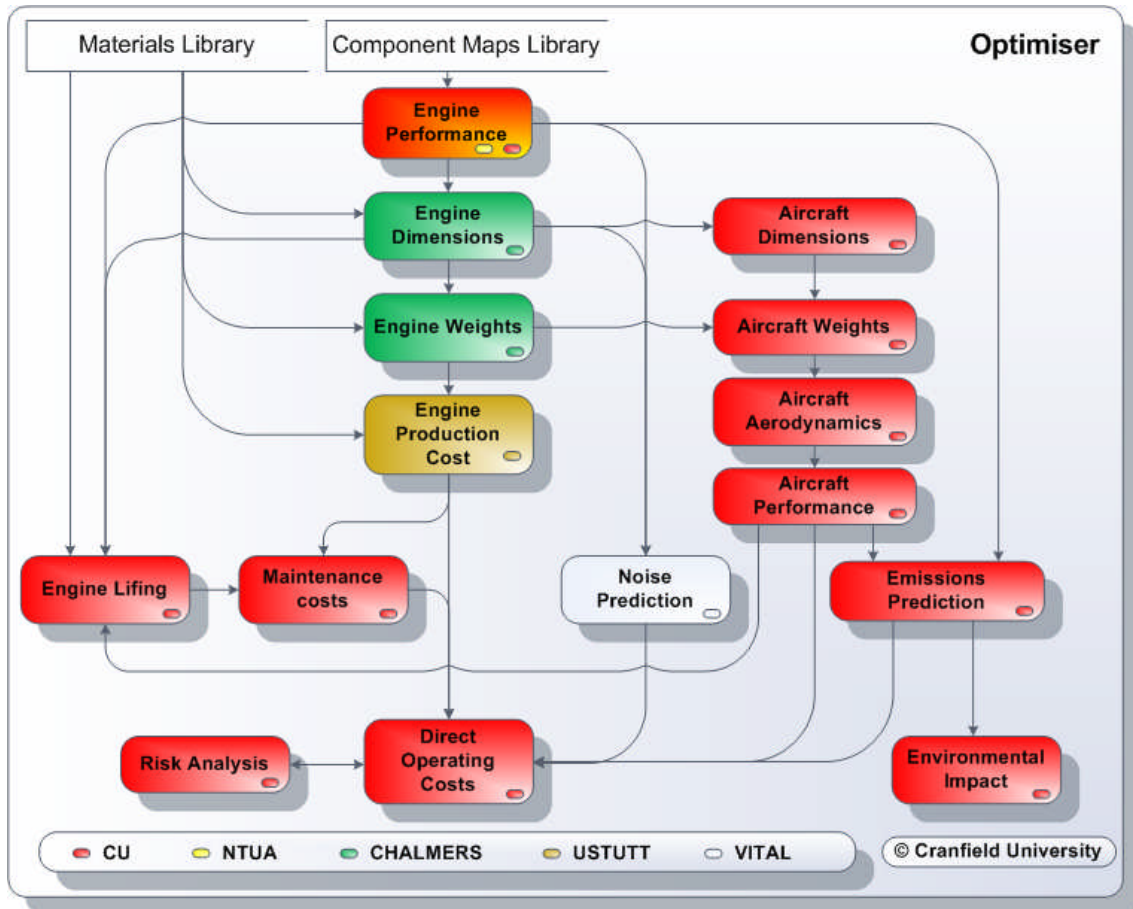 Materials Library
Component Maps Library
Optimiser
Engine
Performance
Engine
Dimensions
Aircraft
Dimensions
Engine Weights
Aircraft Weights
Engine
Production
Cost
Aircraft
Aerodynamics
Aircraft
Performance
Engine Lifing
Maintenance
costs
Noise
Prediction
Emissions
Prediction
Risk Analysis
Direct
Operating
Costs
Environmental
Impact
CU
NTUA
CHALMERS
USTUTT
VITAL
© Cranfield University